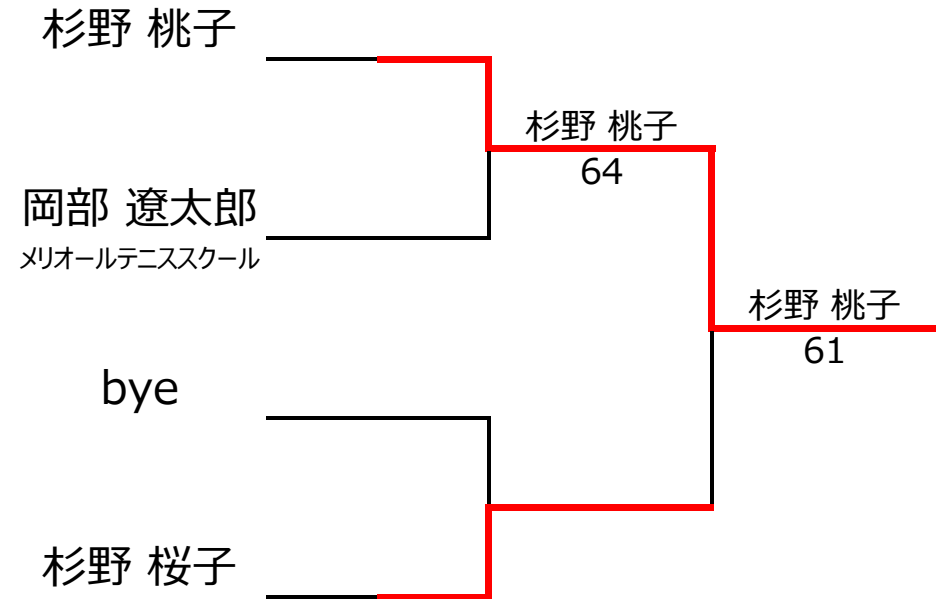 杉野 桃子
杉野 桃子
64
岡部 遼太郎
メリオールテニススクール
杉野 桃子
61
bye
杉野 桜子